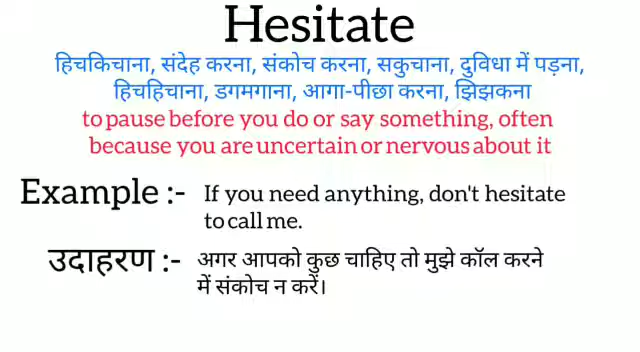 Hesitate
हिचकिचाना, संदेह करना, संकोच करना, सकुचाना, दुविधा में पड़ना,
हिचहिचाना, डगमगाना, आगा-पीछा करना, झिझकना
to pause before you do or say something, often
because you are uncertain or nervous about it
Example :- If you need anything, don't hesitate
to call me.
उदाहरण :- अगर आपको कुछ चाहिए तो मुझे कॉल करने
में संकोच न करें।